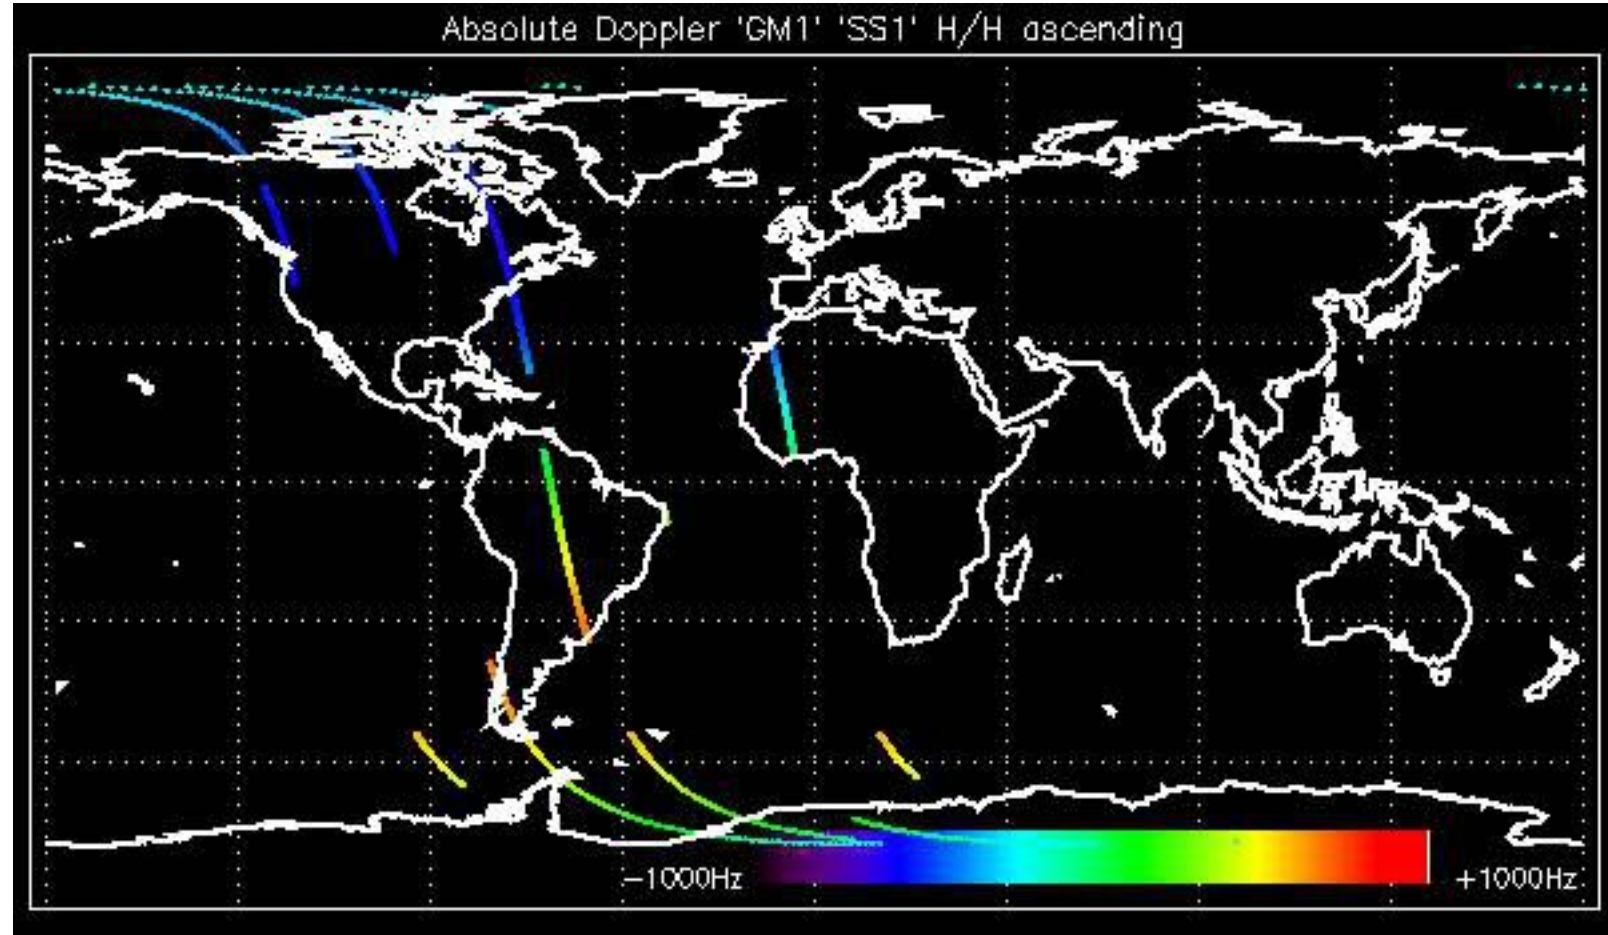 Absolute Doppler 'GM1' 'SS1' H/H ascending
−1000Hz
+1000Hz